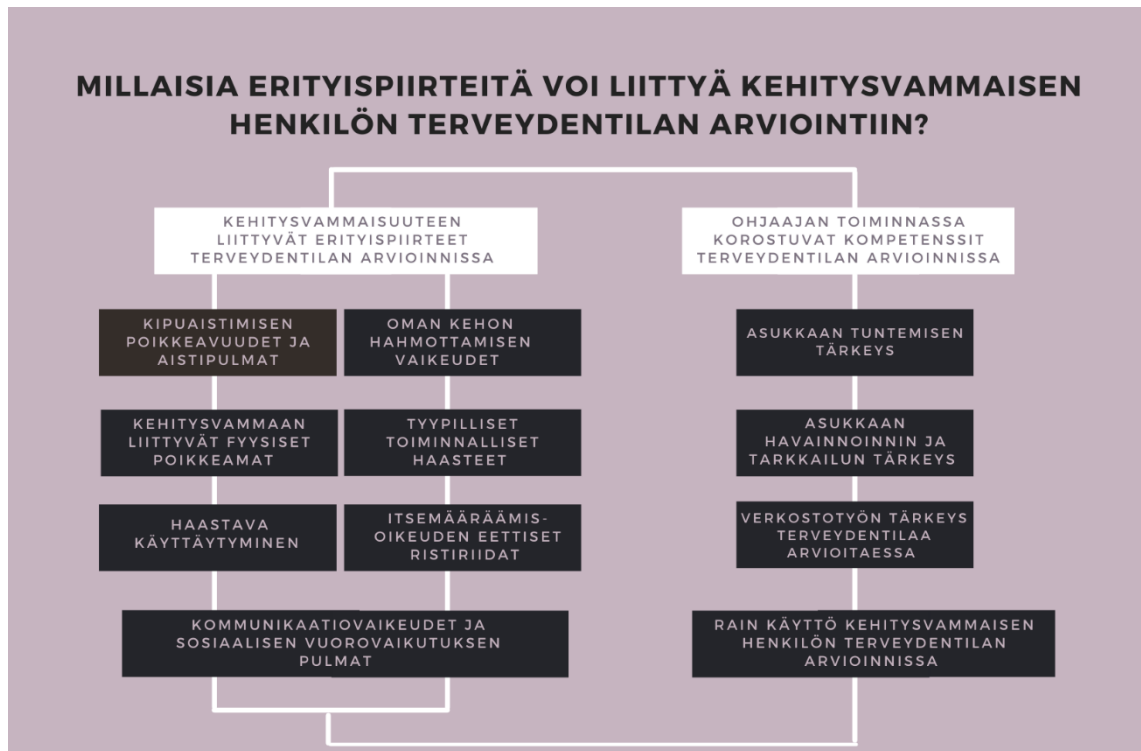 MILLAISIA ERITYISPIIRTEITÄ VOI LIITTYÄ KEHITYSVAMMAISEN
HENKILÖN TERVEYDENTILAN ARVIOINTIIN?
KEHITYSVAMMAISUUTEEN
LIITTYVÄT ERITYISPIIRTEET
TERVEYDENTILAN ARVIOINNISSA
KIPUAISTIMISEN
POIKKEAVUUDET JA
AISTIPULMAT
OMAN KEHON
HAHMOTTAMISEN
VAIKEUDET
KEHITYSVAMMAAN
LIITTYVÄT FYYSISET
POIKKEAMAT
TYYPILLISET
TOIMINNALLISET
HAASTEET
HAASTAVA
KÄYTTÄYTYMINEN
ITSEMÄÄRÄÄMIS-
OIKEUDEN EETTISET
RISTIRIIDAT
KOMMUNIKAATIOVAIKEUDET JA
SOSIAALISEN VUOROVAIKUTUKSEN
PULMAT
OHJAAJAN TOIMINNASSA
KOROSTUVAT KOMPETENSSIT
TERVEYDENTILAN ARVIOINNISSA
ASUKKAAN TUNTEMISEN
TÄRKEYS
ASUKKAAN
HAVAINNOINNIN JA
TARKKAILUN TÄRKEYS
VERKOSTOTYÖN TÄRKEYS
TERVEYDENTILAA
ARVIOITAESSA
RAIN KÄYTTÖ KEHITYSVAMMAISEN
HENKILÖN TERVEYDENTILAN
ARVIOINNISSA